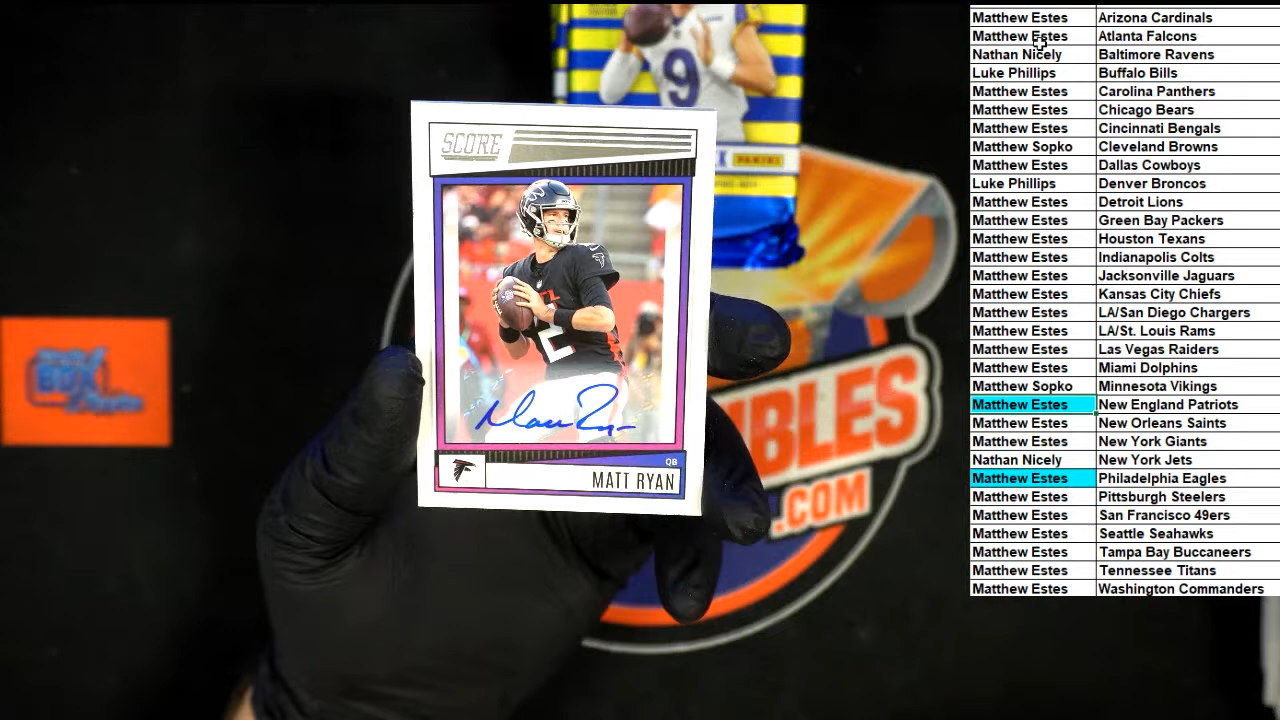 SCORE
9
PANINI
ATL
2
QB
MATT RYAN
BOX
BLES
.COM
Matthew Estes Arizona Cardinals
Matthew Estes Atlanta Falcons
Nathan Nicely Baltimore Ravens
Luke Phillips Buffalo Bills
Matthew Estes Carolina Panthers
Matthew Estes Chicago Bears
Matthew Estes Cincinnati Bengals
Matthew Sopko Cleveland Browns
Matthew Estes Dallas Cowboys
Luke Phillips Denver Broncos
Matthew Estes Detroit Lions
Matthew Estes Green Bay Packers
Matthew Estes Houston Texans
Matthew Estes Indianapolis Colts
Matthew Estes Jacksonville Jaguars
Matthew Estes Kansas City Chiefs
Matthew Estes LA/San Diego Chargers
Matthew Estes LA/St. Louis Rams
Matthew Estes Las Vegas Raiders
Matthew Estes Miami Dolphins
Matthew Sopko Minnesota Vikings
Matthew Estes New England Patriots
Matthew Estes New Orleans Saints
Matthew Estes New York Giants
Nathan Nicely New York Jets
Matthew Estes Philadelphia Eagles
Matthew Estes Pittsburgh Steelers
Matthew Estes San Francisco 49ers
Matthew Estes Seattle Seahawks
Matthew Estes Tampa Bay Buccaneers
Matthew Estes Tennessee Titans
Matthew Estes Washington Commanders